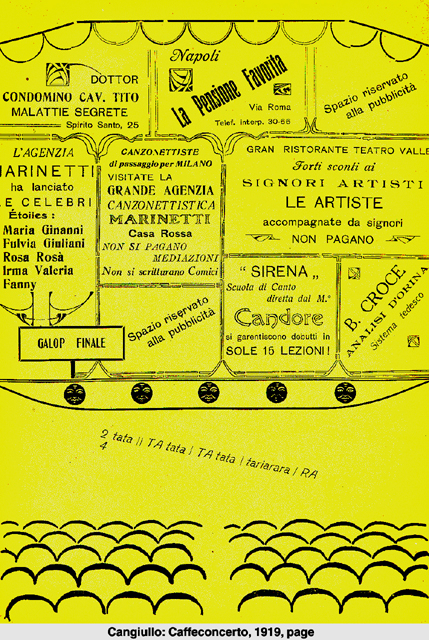 DOTTOR
CONDOMINO CAV. TITO
MALATTIE SEGRETE
Spirito Santo, 25
Napoli
La Pensione Favorita
Via Roma
Telef. interp. 30-66
Spazio riservato
alla pubblicità
L'AGENZIA
MARINETTI
ha lanciato
LE CELEBRI
Étoiles :
Maria Ginanni
Fulvia Giuliani
Rosa Rosà
Irma Valeria
Fanny
CANZONETTISTE
di passaggio per MILANO
VISITATE LA
GRANDE AGENZIA
CANZONETTISTICA
MARINETTI
Casa Rossa
NON SI PAGANO
MEDIAZIONI
Non si scritturano Comici
GRAN RISTORANTE TEATRO VALLE
Forti sconti ai
SIGNORI ARTISTI
LE ARTISTE
accompagnate da signori
NON PAGANO
GALOP FINALE
Spazio riservato
alla pubblicità
" SIRENA „
Scuola di Canto
diretta dal M.°
Candore
si garentiscono debutti in
SOLE 15 LEZIONI !
B. CROCE
ANALISI D'ORINA
Sistema tedesco
2/4 tata || TA tata | TA tata | tarlarara | RA
Cangiullo: Caffeconcerto, 1919, page